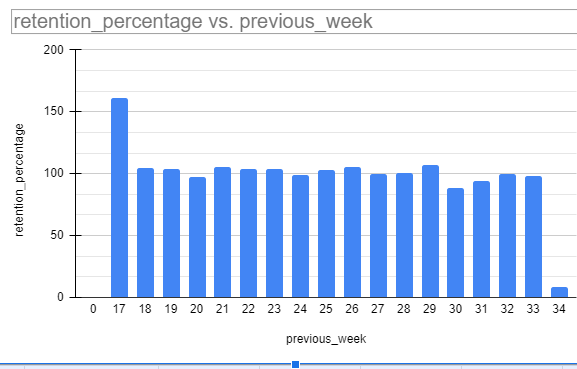 retention_percentage vs. previous_week
200
150
100
50
0
retention_percentage
0 17 18 19 20 21 22 23 24 25 26 27 28 29 30 31 32 33 34
previous_week